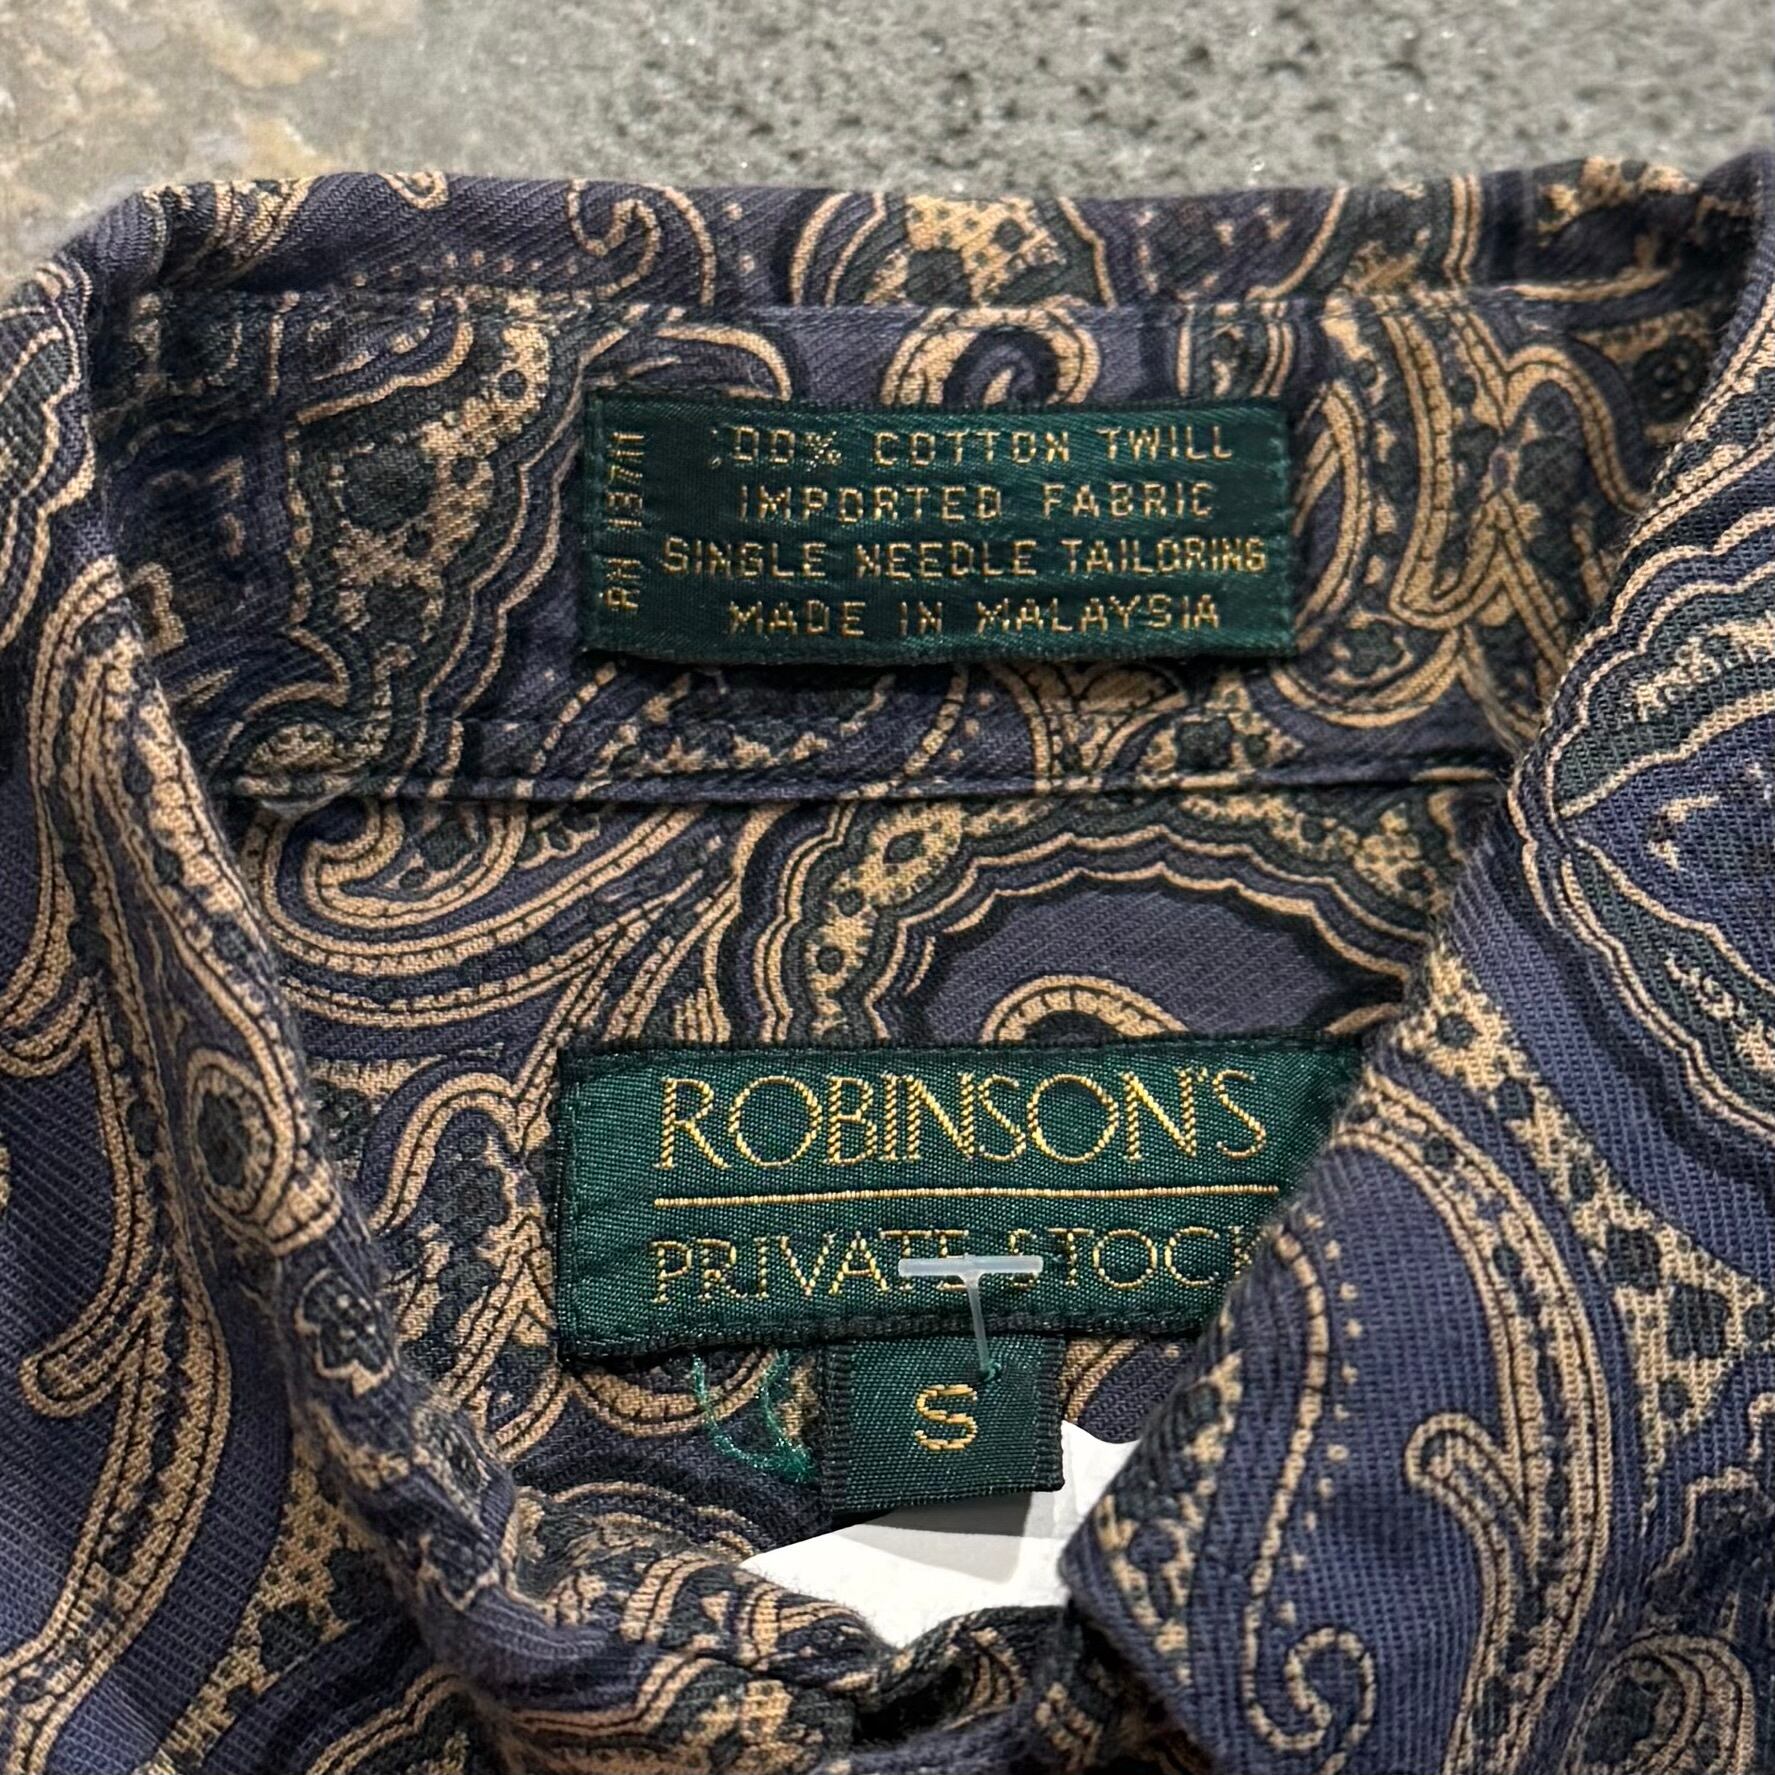 RN 13711
100% COTTON TWILL
IMPORTED FABRIC
SINGLE NEEDLE TAILORING
MADE IN MALAYSIA
ROBINSON'S
PRIVATE STOCK
S